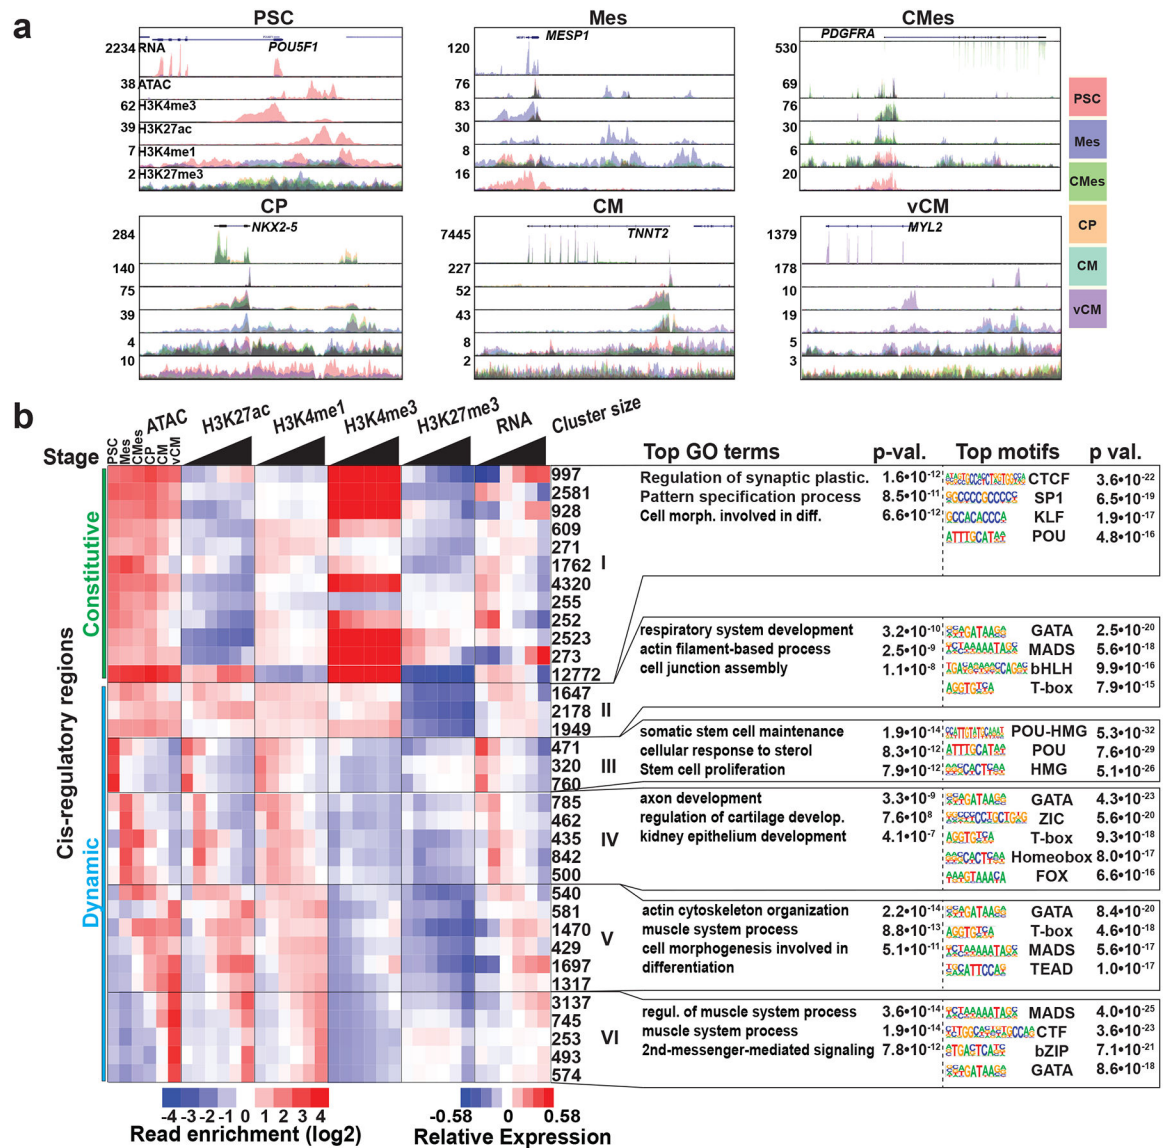 a
PSC
2234
RNA
POU5F1
38 ATAC
62 H3K4me3
39 H3K27ac
7 H3K4me1
2 H3K27me3
Mes
120
MESP1
76
83
30
8
16
CMes
PDGFRA
530
69
76
30
6
20
PSC
Mes
CMes
CP
CM
vCM
CP
284
NKX2-5
140
75
39
4
10
CM
7445
TNNT2
227
52
43
8
2
vCM
1379
MYL2
178
10
19
5
3
b
Stage
PSC
Mes
CMes
CP
CM
vCM
ATAC
H3K27ac
H3K4me1
H3K4me3
H3K27me3
RNA
Cluster size
Cis-regulatory regions
Constitutive
Dynamic
997
2581
928
609
271
1762
4320
255
252
2523
273
12772
I
1647
2178
1949
II
471
320
760
III
785
462
435
842
500
IV
540
581
1470
429
1697
1317
V
3137
745
253
493
574
VI
Top GO terms p-val. Top motifs p val.
Regulation of synaptic plastic. 1.6•10⁻¹² CTCF 3.6•10⁻²²
Pattern specification process 8.5•10⁻¹¹ GGCCCCGCCCCC SP1 6.5•10⁻¹⁹
Cell morph. involved in diff. 6.6•10⁻¹² GCCACACCCA KLF 1.9•10⁻¹⁷
ATTTGCATAA POU 4.8•10⁻¹⁶
respiratory system development 3.2•10⁻¹⁰ GATA 2.5•10⁻²⁰
actin filament-based process 2.5•10⁻⁹ MADS 5.6•10⁻¹⁸
cell junction assembly 1.1•10⁻⁸ bHLH 9.9•10⁻¹⁶
AGGTGTCA T-box 7.9•10⁻¹⁵
somatic stem cell maintenance 1.9•10⁻¹⁴ POU-HMG 5.3•10⁻³²
cellular response to sterol 8.3•10⁻¹² ATTTGCATAA POU 7.6•10⁻²⁹
Stem cell proliferation 7.9•10⁻¹² HMG 5.1•10⁻²⁶
axon development 3.3•10⁻⁹ GATA 4.3•10⁻²³
regulation of cartilage develop. 7.6•10⁸ ZIC 5.6•10⁻²⁰
kidney epithelium development 4.1•10⁻⁷ AGGTGTCA T-box 9.3•10⁻¹⁸
Homeobox 8.0•10⁻¹⁷
FOX 6.6•10⁻¹⁶
actin cytoskeleton organization 2.2•10⁻¹⁴ GATA 8.4•10⁻²⁰
muscle system process 8.8•10⁻¹³ AGGTGTCA T-box 4.6•10⁻¹⁸
cell morphogenesis involved in 5.1•10⁻¹¹ MADS 5.6•10⁻¹⁷
differentiation TEAD 1.0•10⁻¹⁷
regul. of muscle system process 3.6•10⁻¹⁴ MADS 4.0•10⁻²⁵
muscle system process 1.9•10⁻¹⁴ CTF 3.6•10⁻²³
2nd-messenger-mediated signaling 7.8•10⁻¹² bZIP 7.1•10⁻²¹
GATA 8.6•10⁻¹⁸
-4 -3 -2 -1 0 1 2 3 4
Read enrichment (log2)
-0.58 0 0.58
Relative Expression